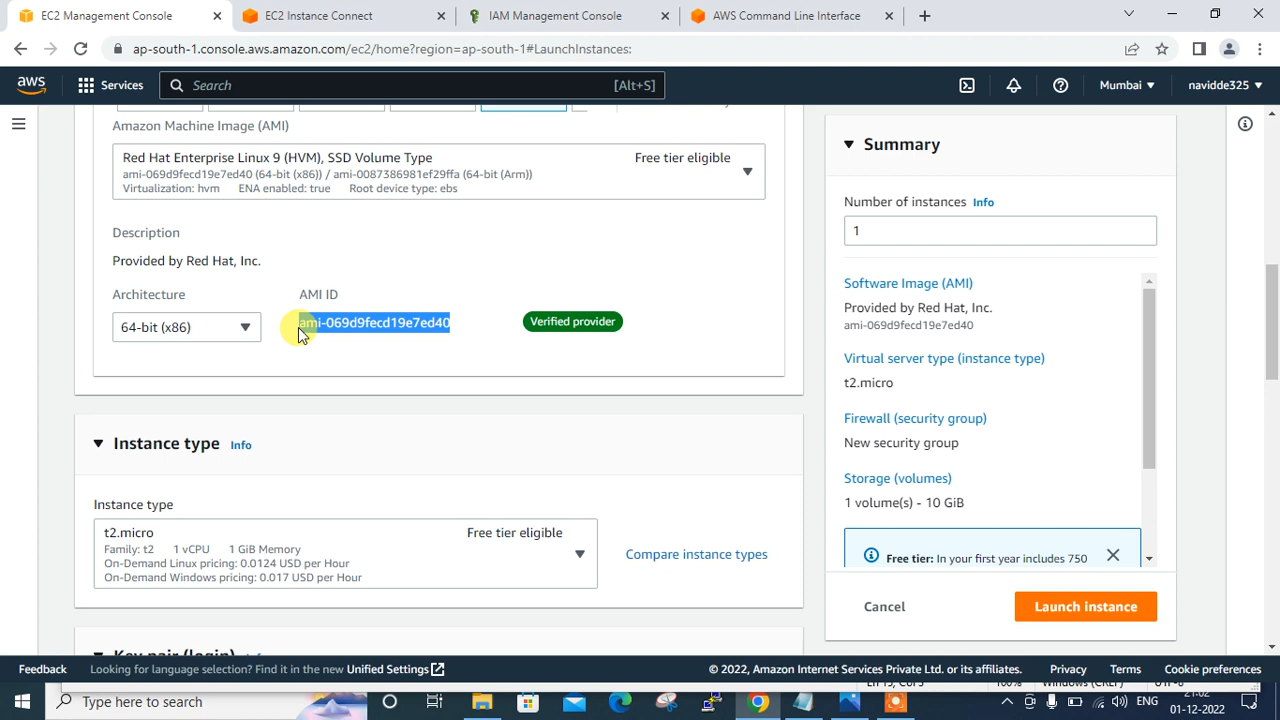 EC2 Management Console
EC2 Instance Connect
IAM Management Console
AWS Command Line Interface
ap-south-1.console.aws.amazon.com/ec2/home?region=ap-south-1#LaunchInstances:
aws
Services
Search
[Alt+S]
Mumbai
navidde325
Amazon Machine Image (AMI)
Red Hat Enterprise Linux 9 (HVM), SSD Volume Type
Free tier eligible
ami-069d9fecd19e7ed40 (64-bit (x86)) / ami-0087386981ef29ffa (64-bit (Arm))
Virtualization: hvm ENA enabled: true Root device type: ebs
Description
Provided by Red Hat, Inc.
Architecture
AMI ID
64-bit (x86)
ami-069d9fecd19e7ed40
Verified provider
Instance type Info
Instance type
t2.micro
Free tier eligible
Family: t2 1 vCPU 1 GiB Memory
On-Demand Linux pricing: 0.0124 USD per Hour
On-Demand Windows pricing: 0.017 USD per Hour
Compare instance types
Key pair (login)
Summary
Number of instances Info
1
Software Image (AMI)
Provided by Red Hat, Inc.
ami-069d9fecd19e7ed40
Virtual server type (instance type)
t2.micro
Firewall (security group)
New security group
Storage (volumes)
1 volume(s) - 10 GiB
Free tier: In your first year includes 750
Cancel
Launch instance
Feedback
Looking for language selection? Find it in the new Unified Settings
© 2022, Amazon Internet Services Private Ltd. or its affiliates.
Privacy
Terms
Cookie preferences
Type here to search
ENG
21:02
01-12-2022